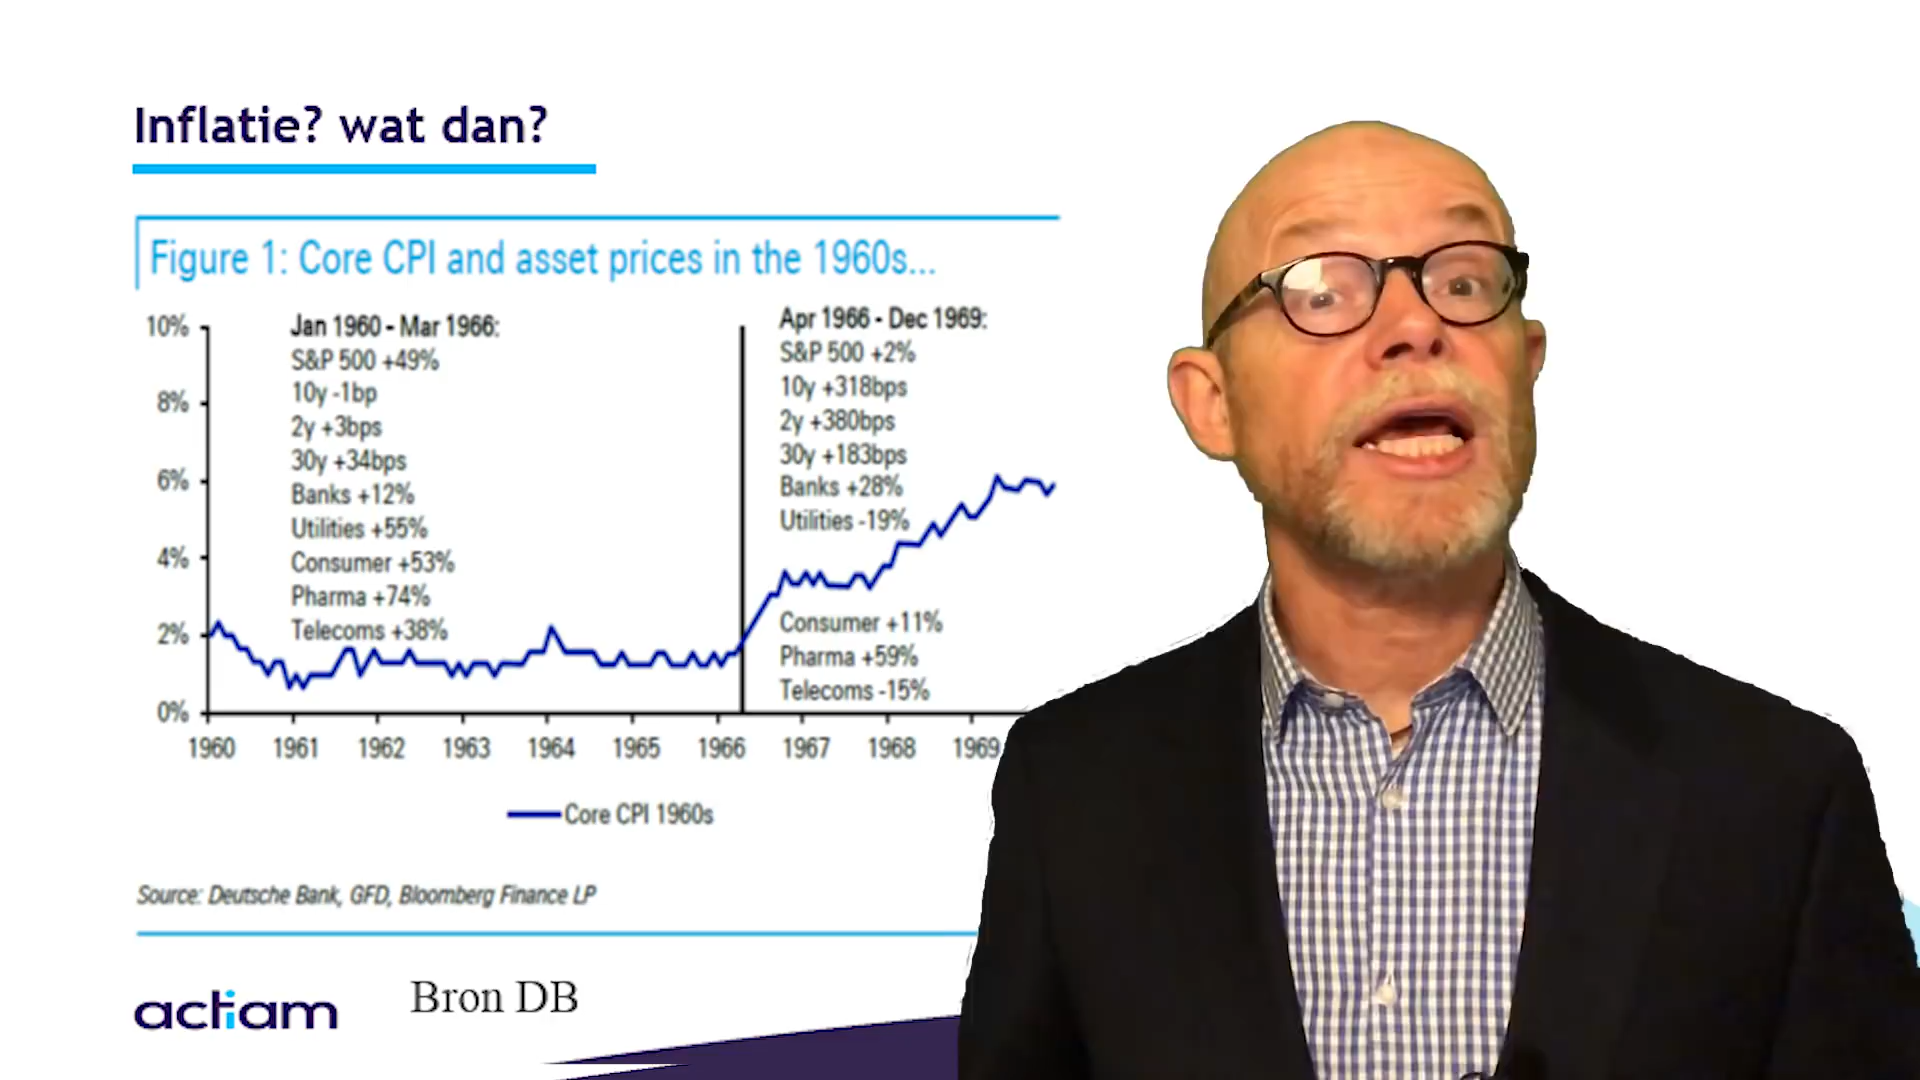 Inflatie? wat dan?
Figure 1: Core CPI and asset prices in the 1960s...
10%
8%
6%
4%
2%
0%
Jan 1960 - Mar 1966:
S&P 500 +49%
10y -1bp
2y +3bps
30y +34bps
Banks +12%
Utilities +55%
Consumer +53%
Pharma +74%
Telecoms +38%
Apr 1966 - Dec 1969:
S&P 500 +2%
10y +318bps
2y +380bps
30y +183bps
Banks +28%
Utilities -19%
Consumer +11%
Pharma +59%
Telecoms -15%
1960 1961 1962 1963 1964 1965 1966 1967 1968 1969
Core CPI 1960s
Source: Deutsche Bank, GFD, Bloomberg Finance LP
actiam
Bron DB